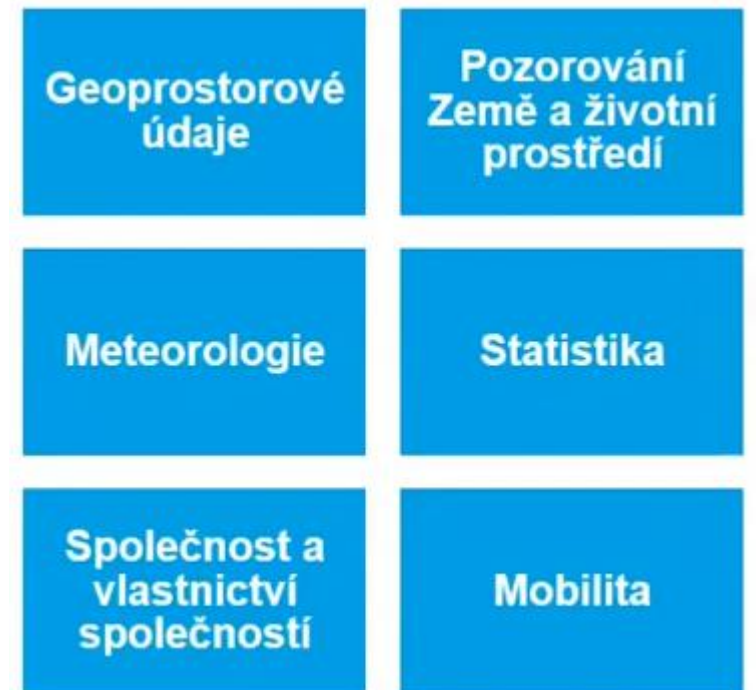 Geoprostorové
údaje
Pozorování
Země a životní
prostředí
Meteorologie
Statistika
Společnost a
vlastnictví
společností
Mobilita